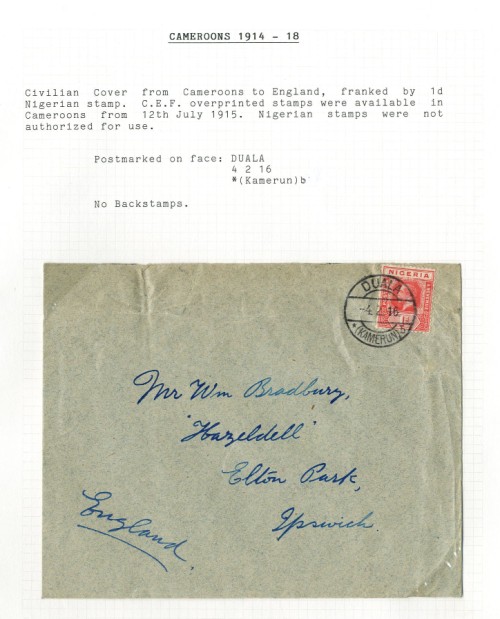 CAMEROONS 1914 - 18
Civilian Cover from Cameroons to England, franked by 1d
Nigerian stamp. C.E.F. overprinted stamps were available in
Cameroons from 12th July 1915. Nigerian stamps were not
authorized for use.
Postmarked on face: DUALA
4 2 16
*(Kamerun)b
No Backstamps.
NIGERIA
DUALA
-4.2.16
*(KAMERUN)
Mr Wm Bradbury,
"Hazeldell"
Elton Park,
Ipswich.
England